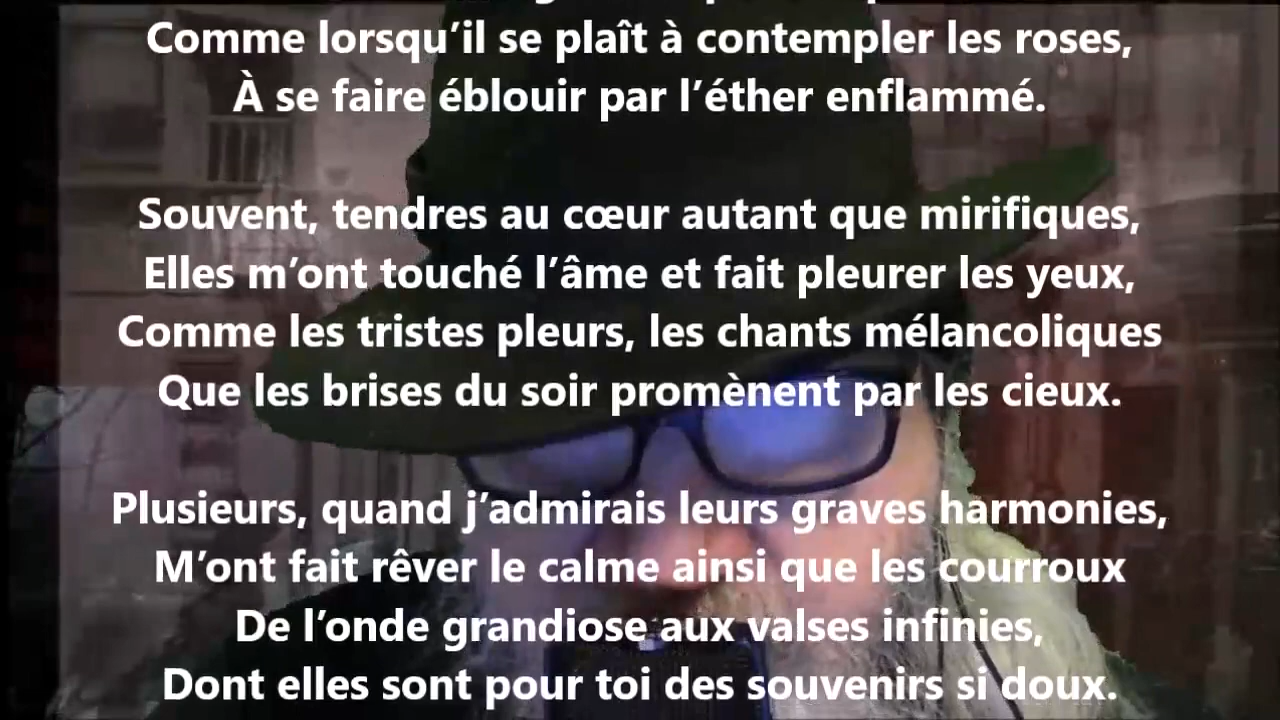 Comme lorsqu’il se plaît à contempler les roses,
À se faire éblouir par l’éther enflammé.
Souvent, tendres au cœur autant que mirifiques,
Elles m’ont touché l’âme et fait pleurer les yeux,
Comme les tristes pleurs, les chants mélancoliques
Que les brises du soir promènent par les cieux.
Plusieurs, quand j’admirais leurs graves harmonies,
M’ont fait rêver le calme ainsi que les courroux
De l’onde grandiose aux valses infinies,
Dont elles sont pour toi des souvenirs si doux.